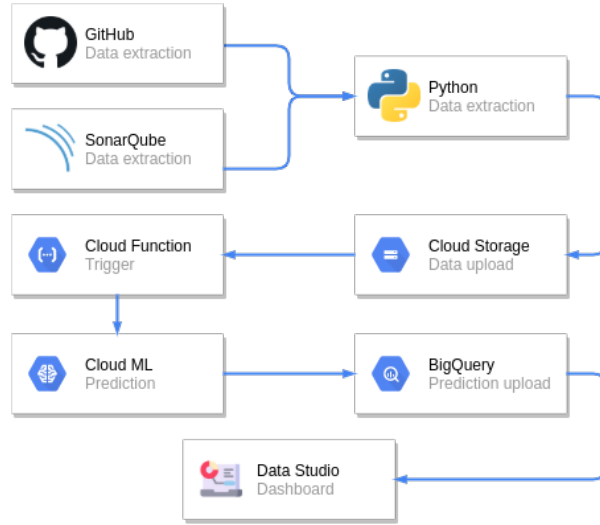 GitHub
Data extraction
Python
Data extraction
SonarQube
Data extraction
Cloud Function
Trigger
Cloud Storage
Data upload
Cloud ML
Prediction
BigQuery
Prediction upload
Data Studio
Dashboard